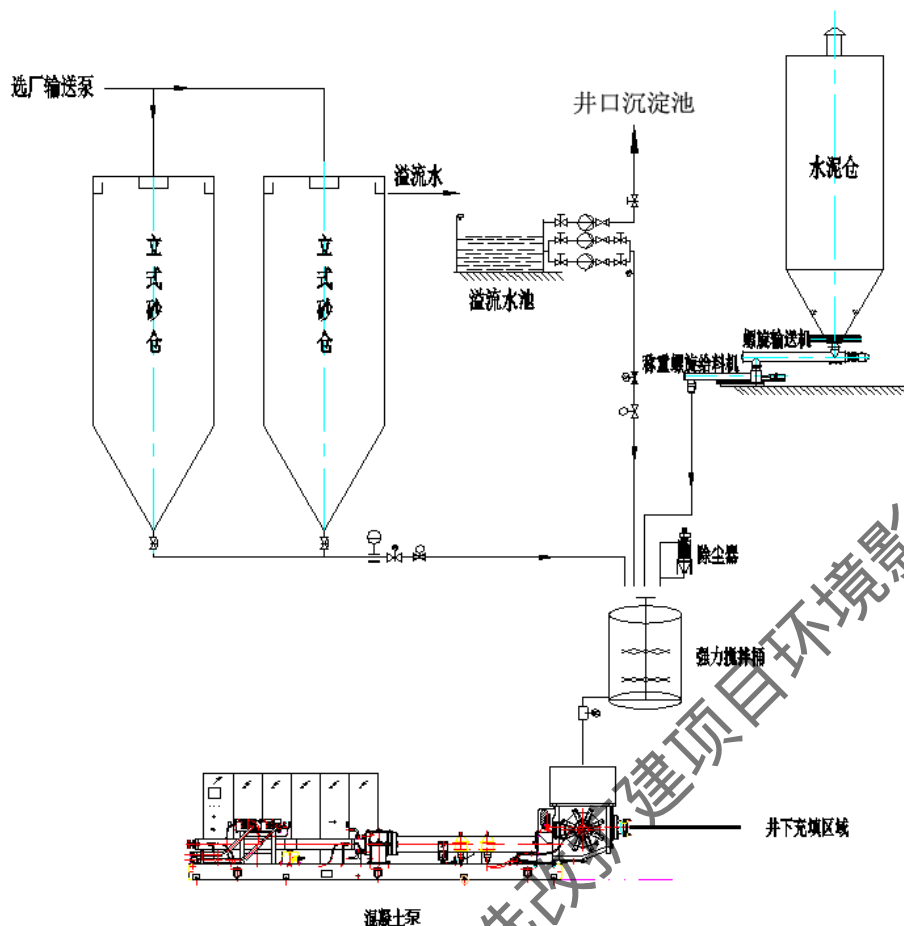 选厂输送泵
井口沉淀池
水泥仓
溢流水
立式砂仓
立式砂仓
溢流水池
螺旋输送机
称重螺旋给料机
除尘器
强力搅拌桶
井下充填区域
混凝土泵
选改扩建项目环境影